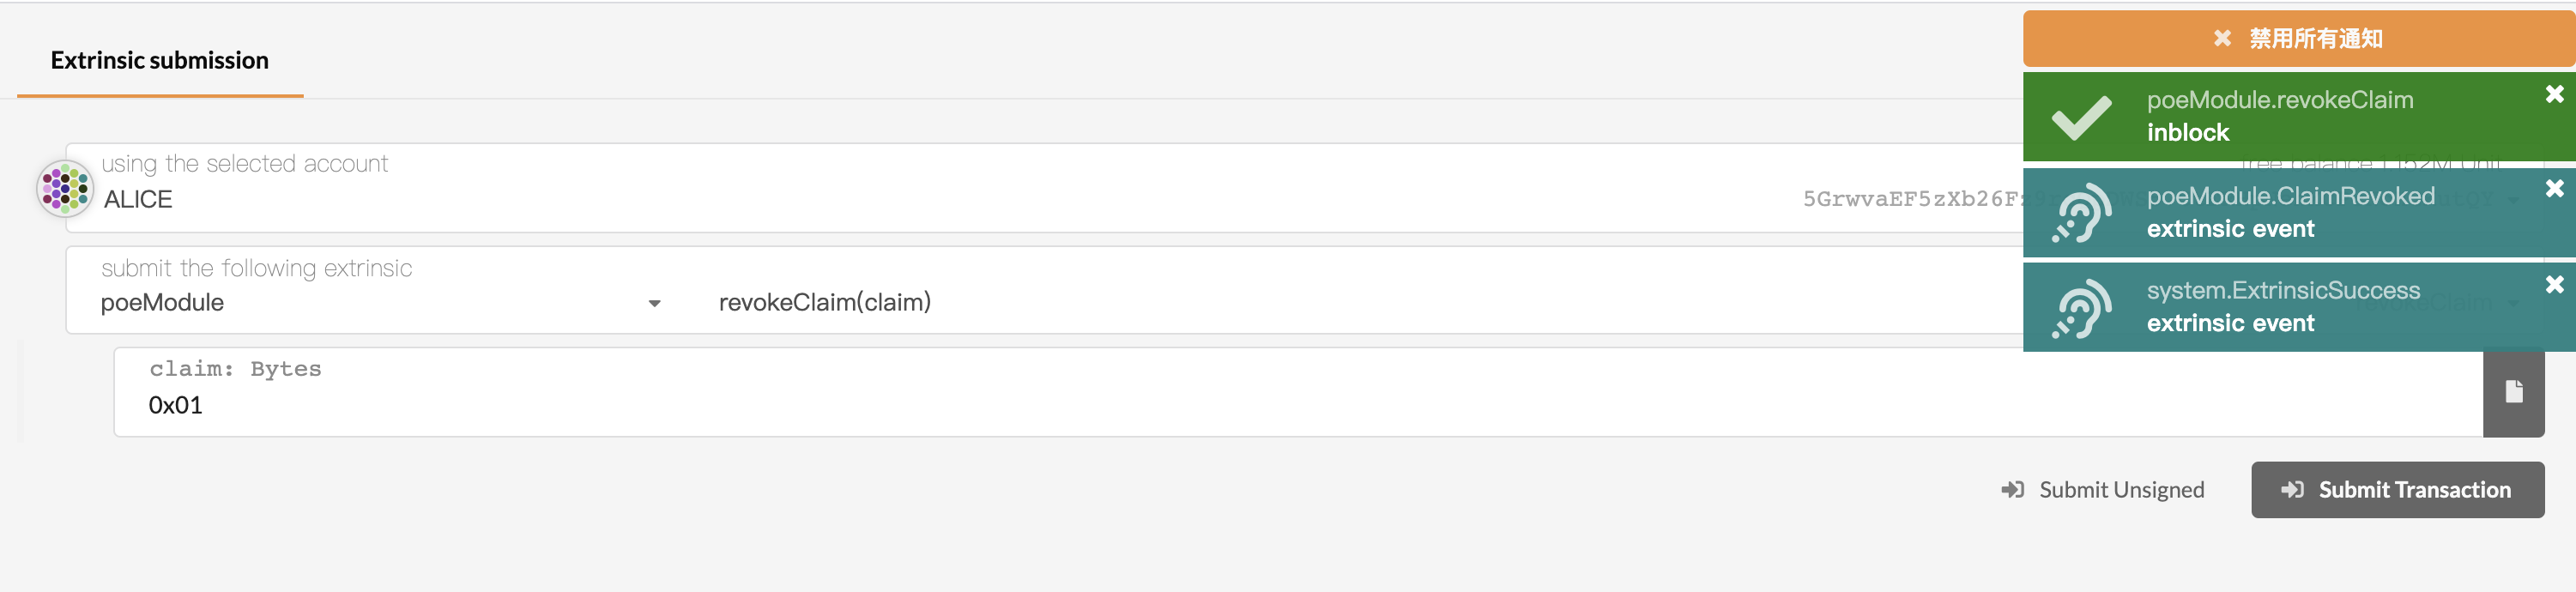 Extrinsic submission
禁用所有通知
poeModule.revokeClaim
inblock
poeModule.ClaimRevoked
extrinsic event
system.ExtrinsicSuccess
extrinsic event
using the selected account
free balance
ALICE
5GrwvaEF5zXb26F
submit the following extrinsic
poeModule
revokeClaim(claim)
claim: Bytes
0x01
Submit Unsigned
Submit Transaction